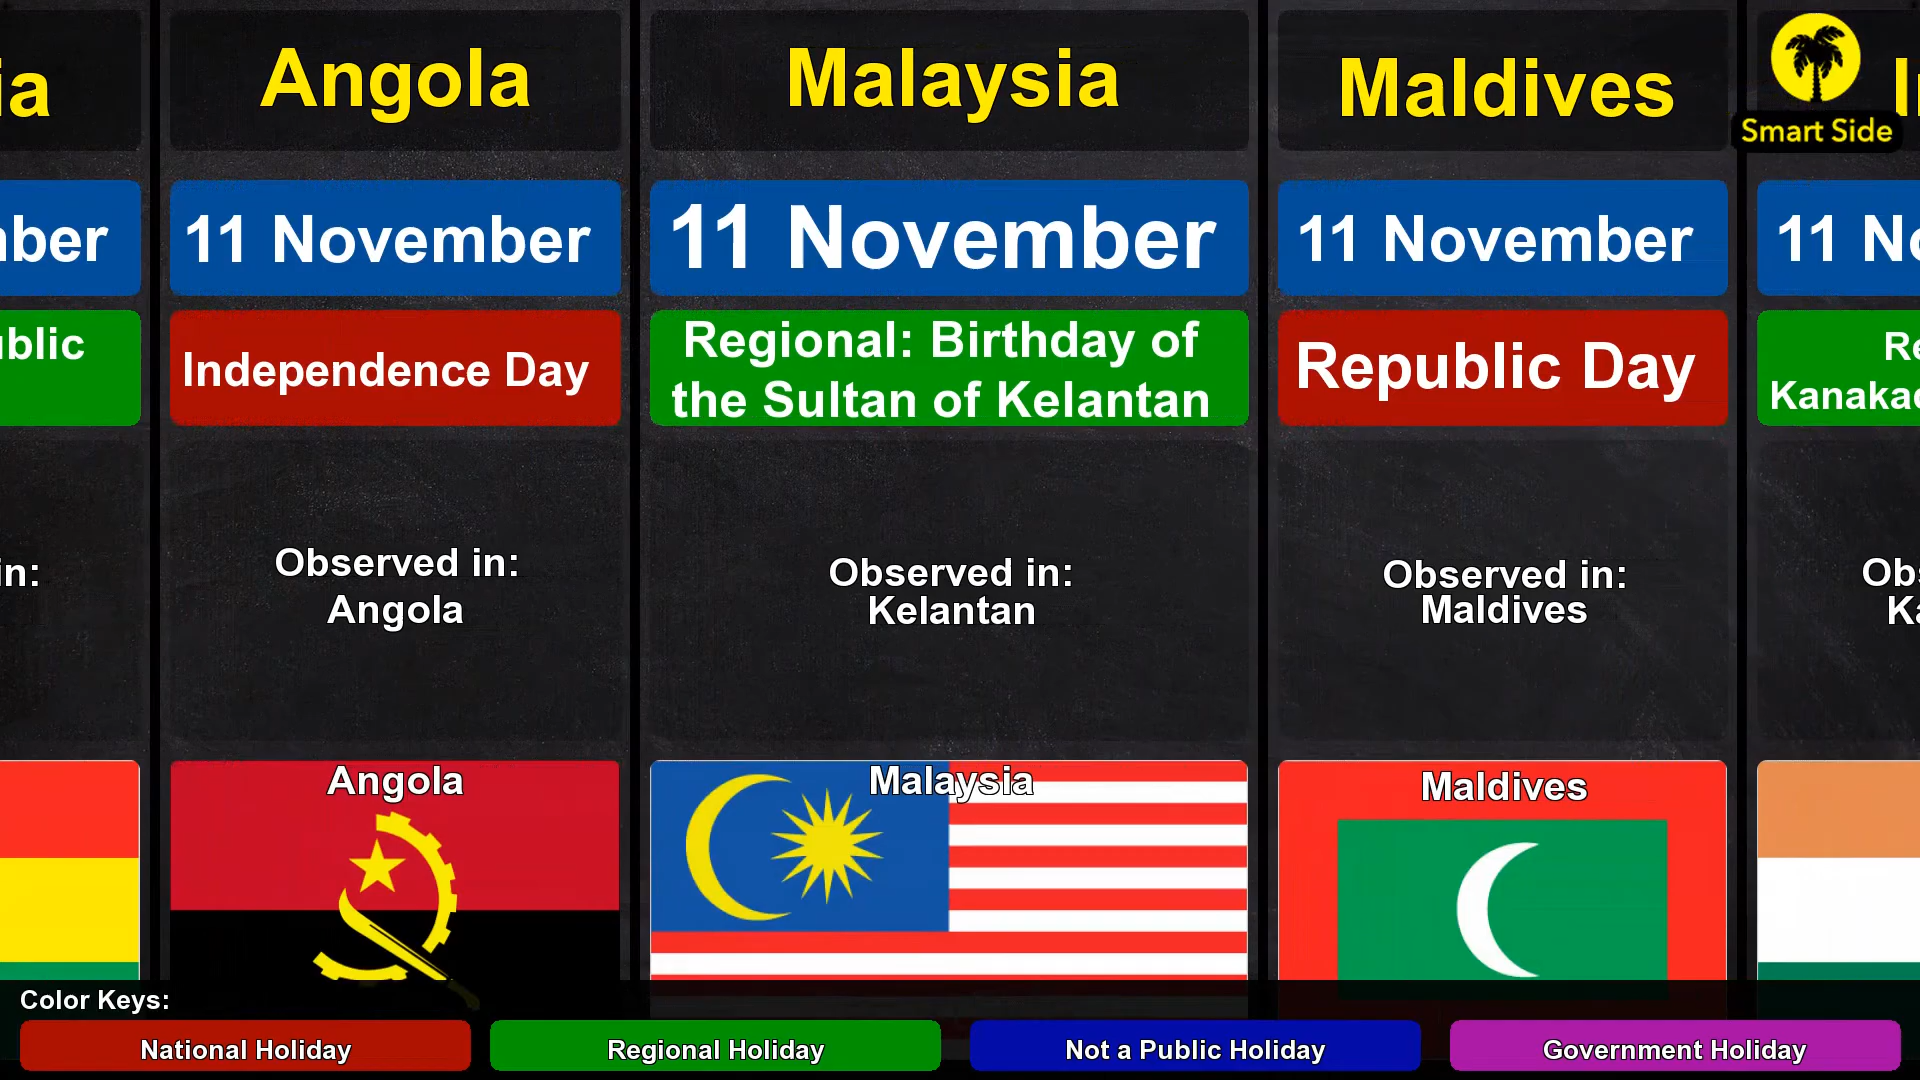 Angola
Malaysia
Maldives
Smart Side
11 November
11 November
11 November
Independence Day
Regional: Birthday of
the Sultan of Kelantan
Republic Day
Observed in:
Angola
Observed in:
Kelantan
Observed in:
Maldives
in:
Angola
Malaysia
Maldives
Color Keys:
National Holiday
Regional Holiday
Not a Public Holiday
Government Holiday